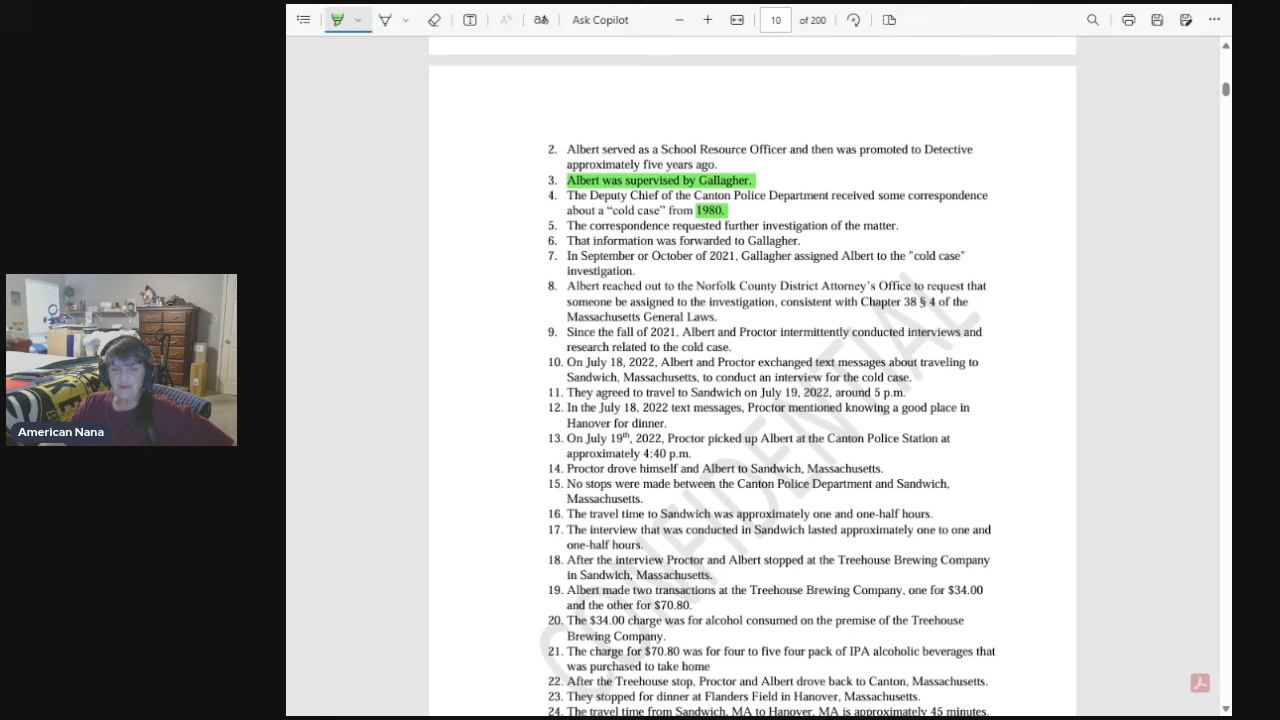 Ask Copilot
10 of 200
2. Albert served as a School Resource Officer and then was promoted to Detective
approximately five years ago.
3. Albert was supervised by Gallagher.
4. The Deputy Chief of the Canton Police Department received some correspondence
about a “cold case” from 1980.
5. The correspondence requested further investigation of the matter.
6. That information was forwarded to Gallagher.
7. In September or October of 2021, Gallagher assigned Albert to the "cold case"
investigation.
8. Albert reached out to the Norfolk County District Attorney’s Office to request that
someone be assigned to the investigation, consistent with Chapter 38 § 4 of the
Massachusetts General Laws.
9. Since the fall of 2021, Albert and Proctor intermittently conducted interviews and
research related to the cold case.
10. On July 18, 2022, Albert and Proctor exchanged text messages about traveling to
Sandwich, Massachusetts, to conduct an interview for the cold case.
11. They agreed to travel to Sandwich on July 19, 2022, around 5 p.m.
12. In the July 18, 2022 text messages, Proctor mentioned knowing a good place in
Hanover for dinner.
13. On July 19th, 2022, Proctor picked up Albert at the Canton Police Station at
approximately 4:40 p.m.
14. Proctor drove himself and Albert to Sandwich, Massachusetts.
15. No stops were made between the Canton Police Department and Sandwich,
Massachusetts.
16. The travel time to Sandwich was approximately one and one-half hours.
17. The interview that was conducted in Sandwich lasted approximately one to one and
one-half hours.
18. After the interview Proctor and Albert stopped at the Treehouse Brewing Company
in Sandwich, Massachusetts.
19. Albert made two transactions at the Treehouse Brewing Company, one for $34.00
and the other for $70.80.
20. The $34.00 charge was for alcohol consumed on the premise of the Treehouse
Brewing Company.
21. The charge for $70.80 was for four to five four pack of IPA alcoholic beverages that
was purchased to take home
22. After the Treehouse stop, Proctor and Albert drove back to Canton, Massachusetts.
23. They stopped for dinner at Flanders Field in Hanover, Massachusetts.
24. The travel time from Sandwich, MA to Hanover, MA is approximately 45 minutes.
CONFIDENTIAL
American Nana